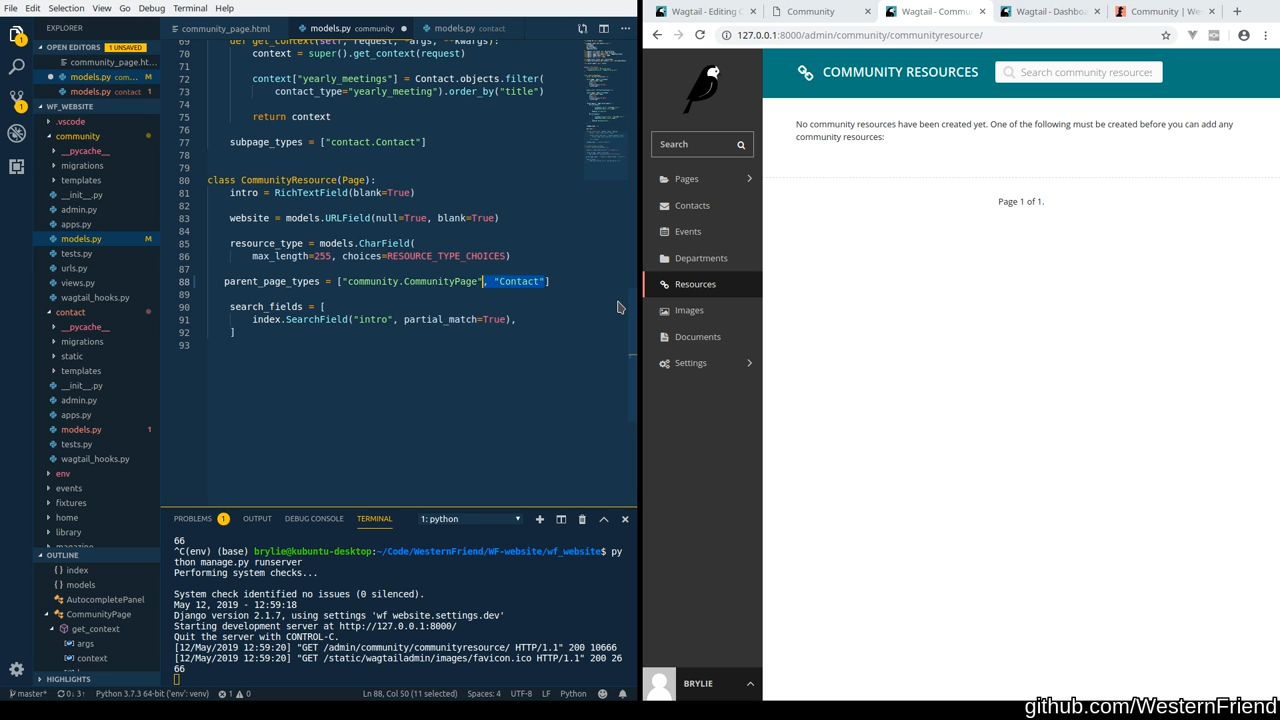 File Edit Selection View Go Debug Terminal Help
EXPLORER
OPEN EDITORS 1 UNSAVED
community_page.ht...
models.py com... M
models.py contact 1
WF_WEBSITE
.vscode
community
__pycache__
migrations
templates
__init__.py
admin.py
apps.py
models.py M
tests.py
urls.py
views.py
wagtail_hooks.py
contact
__pycache__
migrations
static
templates
__init__.py
admin.py
apps.py
models.py 1
tests.py
wagtail_hooks.py
env
events
fixtures
home
library
magazine
OUTLINE
index
models
AutocompletePanel
CommunityPage
get_context
args
context
HIGHLIGHTS
community_page.html models.py models.py contact
69 def get_context(self, request, *args, **kwargs):
70 context = super().get_context(request)
71
72 context["yearly_meetings"] = Contact.objects.filter(
73 contact_type="yearly_meeting").order_by("title")
74
75 return context
76
77 subpage_types = ["contact.Contact"]
78
79
80 class CommunityResource(Page):
81 intro = RichTextField(blank=True)
82
83 website = models.URLField(null=True, blank=True)
84
85 resource_type = models.CharField(
86 max_length=255, choices=RESOURCE_TYPE_CHOICES)
87
88 parent_page_types = ["community.CommunityPage", "Contact"]
89
90 search_fields = [
91 index.SearchField("intro", partial_match=True),
92 ]
93
PROBLEMS 1 OUTPUT DEBUG CONSOLE TERMINAL 1: python
66
^C(env) (base) brylie@kubuntu-desktop:~/Code/WesternFriend/WF-website/wf_website$ py
thon manage.py runserver
Performing system checks...
System check identified no issues (0 silenced).
May 12, 2019 - 12:59:18
Django version 2.1.7, using settings 'wf_website.settings.dev'
Starting development server at http://127.0.0.1:8000/
Quit the server with CONTROL-C.
[12/May/2019 12:59:20] "GET /admin/community/communityresource/ HTTP/1.1" 200 10666
[12/May/2019 12:59:20] "GET /static/wagtailadmin/images/favicon.ico HTTP/1.1" 200 26
66
master* 0↓ 3↑ Python 3.7.3 64-bit ('env': venv) 1 0 Ln 88, Col 50 (11 selected) Spaces: 4 UTF-8 LF Python
Wagtail - Editing C Community Wagtail - Commu Wagtail - Dashbo Community | We
127.0.0.1:8000/admin/community/communityresource/
Search
Pages
Contacts
Events
Departments
Resources
Images
Documents
Settings
BRYLIE
COMMUNITY RESOURCES Search community resources
No community resources have been created yet. One of the following must be created before you can add any
community resources:
Page 1 of 1.
github.com/WesternFriend